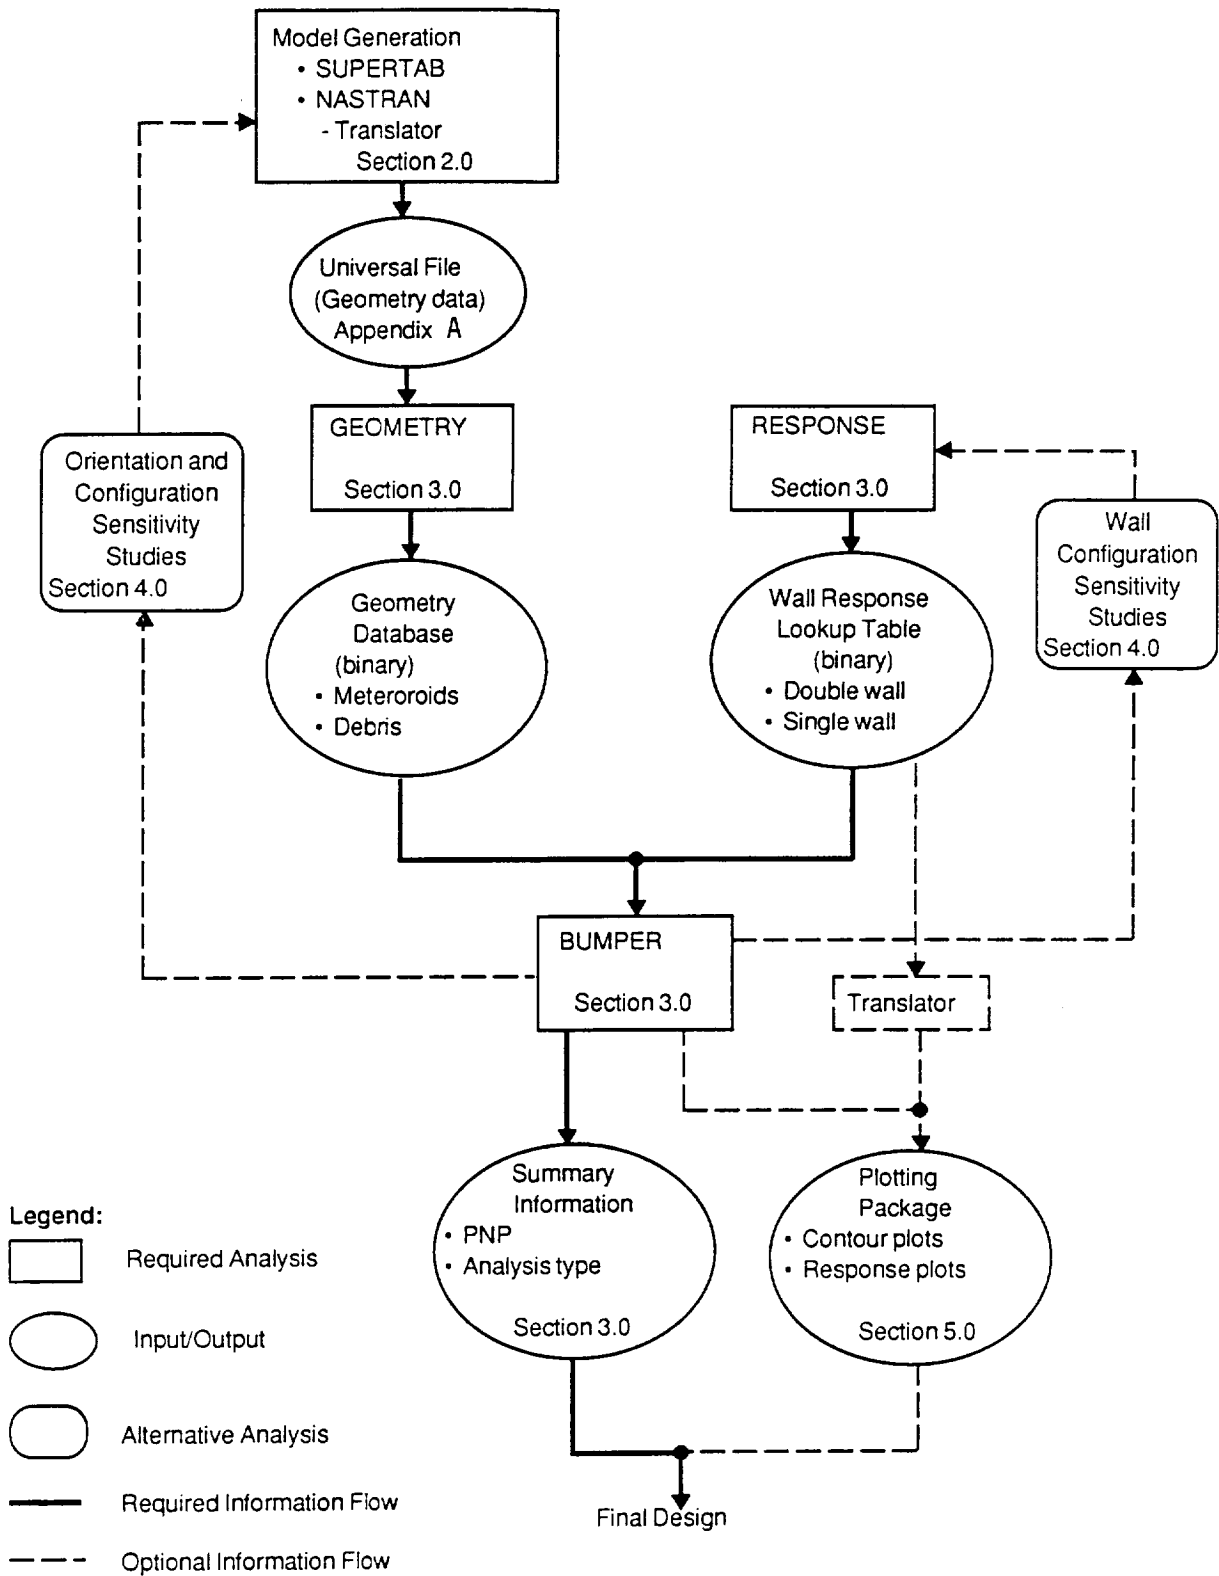 Model Generation
• SUPERTAB
• NASTRAN
- Translator
Section 2.0
Universal File
(Geometry data)
Appendix A
GEOMETRY
Section 3.0
RESPONSE
Section 3.0
Orientation and
Configuration
Sensitivity
Studies
Section 4.0
Wall
Configuration
Sensitivity
Studies
Section 4.0
Geometry
Database
(binary)
• Meteroroids
• Debris
Wall Response
Lookup Table
(binary)
• Double wall
• Single wall
BUMPER
Section 3.0
Translator
Summary
Information
• PNP
• Analysis type
Section 3.0
Plotting
Package
• Contour plots
• Response plots
Section 5.0
Final Design
Legend:
Required Analysis
Input/Output
Alternative Analysis
Required Information Flow
Optional Information Flow